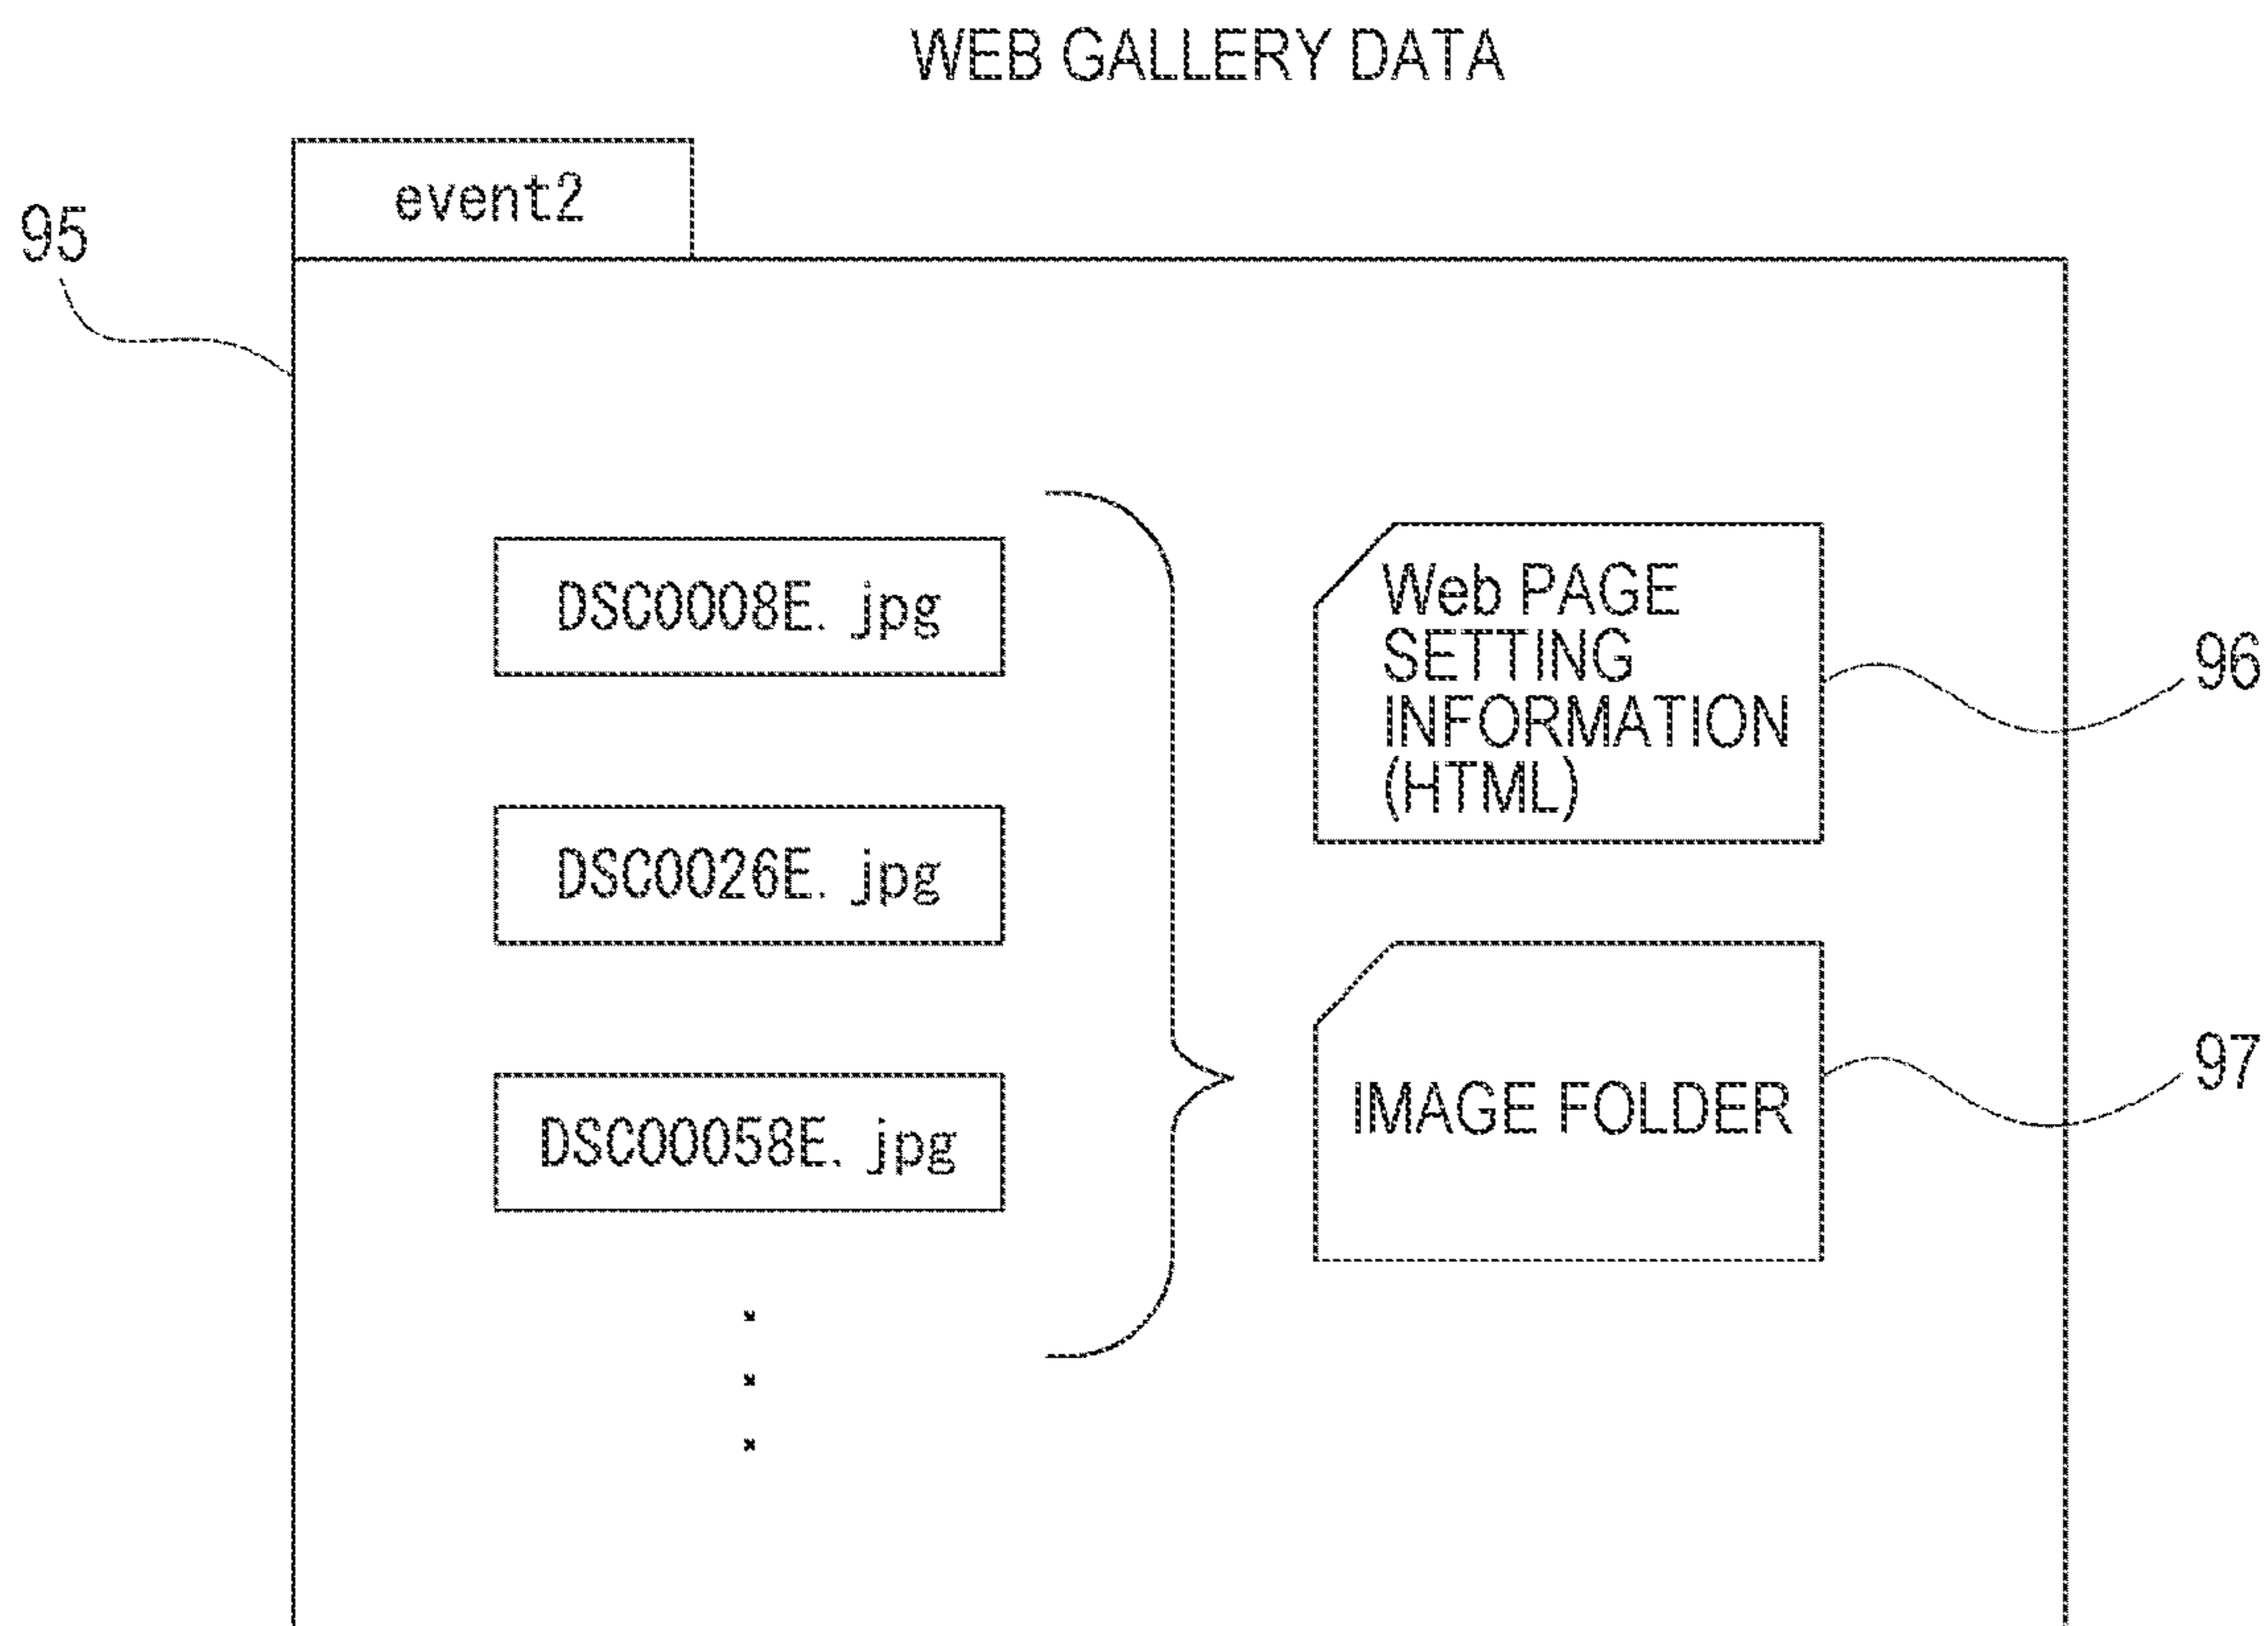 WEB GALLERY DATA
event2
95
DSC0008E. jpg
DSC0026E. jpg
DSC00058E. jpg
Web PAGE
SETTING
INFORMATION
(HTML)
96
IMAGE FOLDER
97